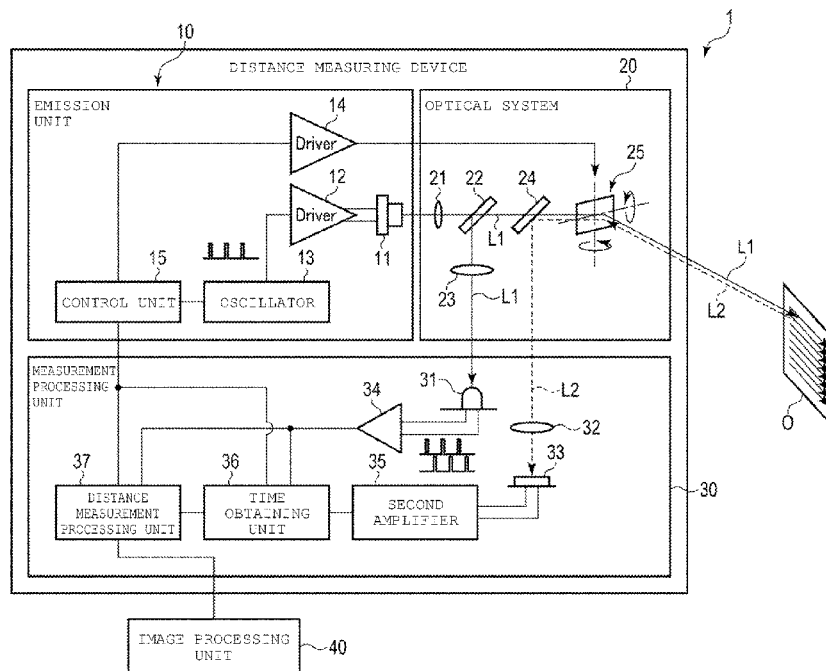 1
10
DISTANCE MEASURING DEVICE
20
EMISSION
UNIT
14
Driver
OPTICAL SYSTEM
12
Driver
21
22
24
25
11
L1
15
13
CONTROL UNIT
OSCILLATOR
23
L1
L1
L2
MEASUREMENT
PROCESSING
UNIT
31
34
L2
32
O
37
36
35
33
30
DISTANCE
MEASUREMENT
PROCESSING UNIT
TIME
OBTAINING
UNIT
SECOND
AMPLIFIER
IMAGE PROCESSING
UNIT
40